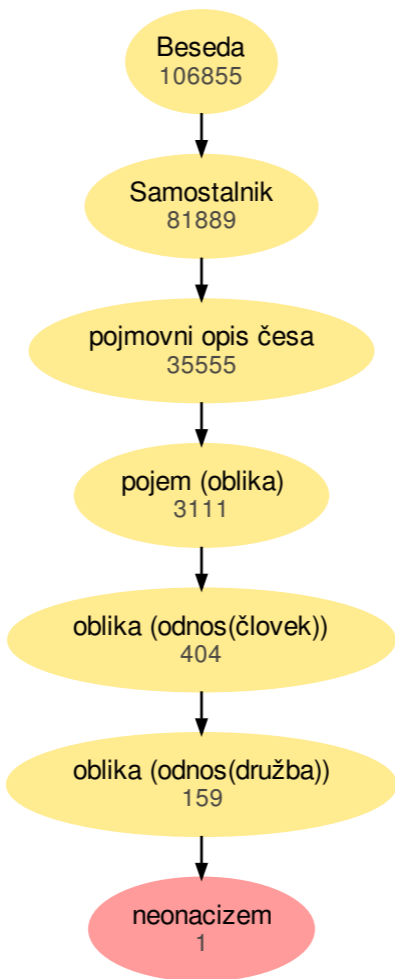 Beseda
106855
Samostalnik
81889
pojmovni opis česa
35555
pojem (oblika)
3111
oblika (odnos(človek))
404
oblika (odnos(družba))
159
neonacizem
1